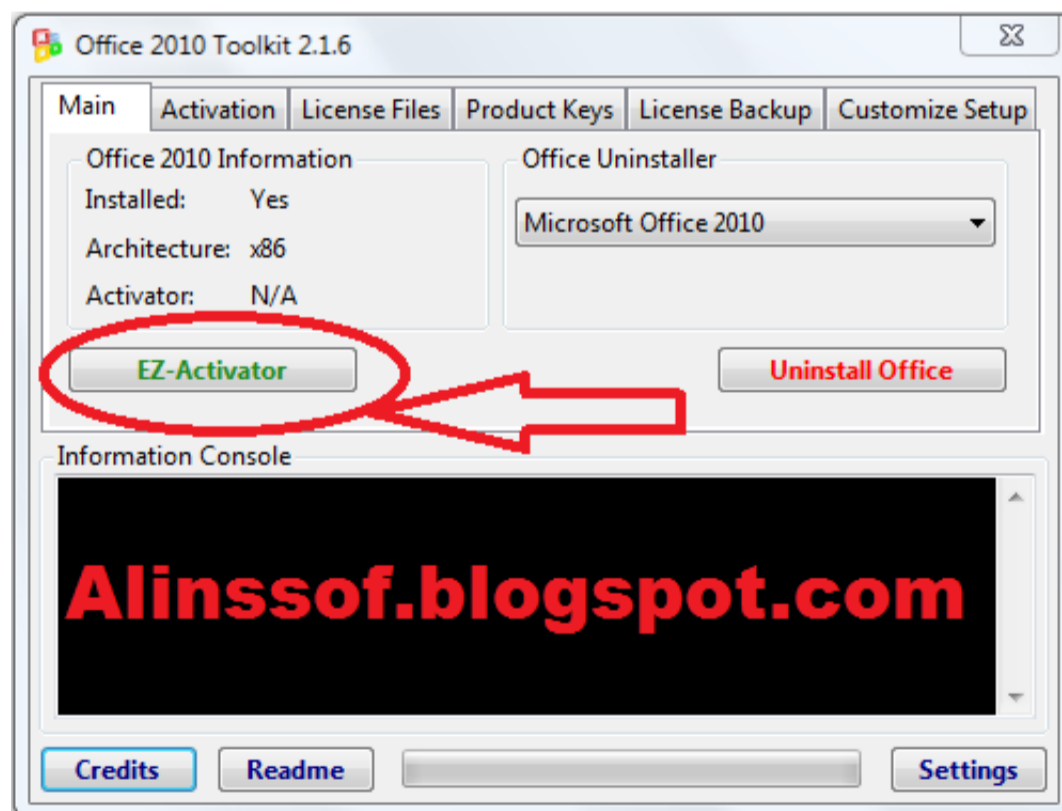 Office 2010 Toolkit 2.1.6
Main Activation License Files Product Keys License Backup Customize Setup
Office 2010 Information
Installed: Yes
Architecture: x86
Activator: N/A
EZ-Activator
Office Uninstaller
Microsoft Office 2010
Uninstall Office
Information Console
Alinssof.blogspot.com
Credits Readme Settings